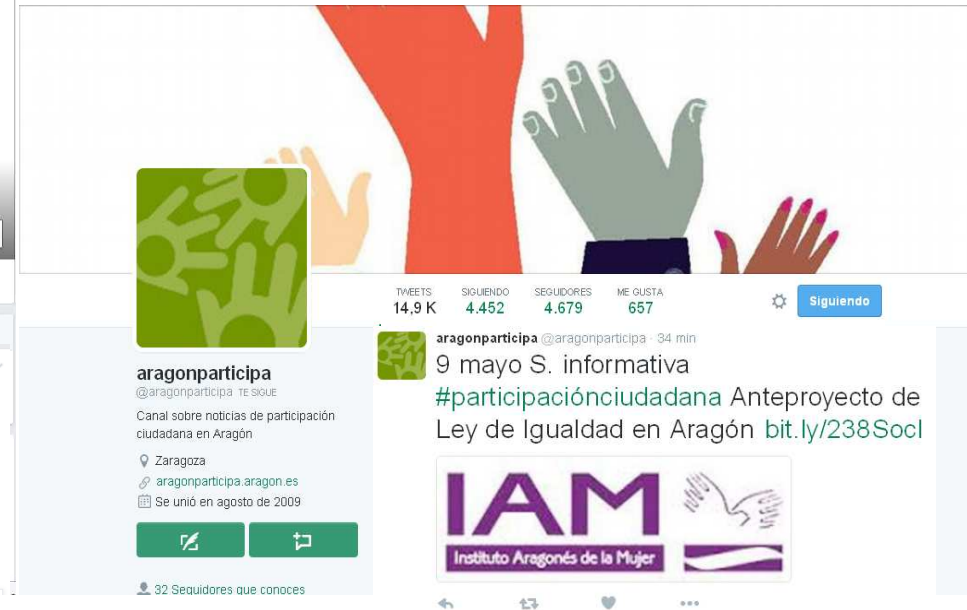 TWEETS SIGUIENDO SEGUIDORES ME GUSTA
14,9 K 4.452 4.679 657
Siguiendo
aragonparticipa
@aragonparticipa TE SIGUE
Canal sobre noticias de participación
ciudadana en Aragón
Zaragoza
aragonparticipa.aragon.es
Se unió en agosto de 2009
32 Seguidores que conoces
aragonparticipa @aragonparticipa · 34 min
9 mayo S. informativa
#participaciónciudadana Anteproyecto de
Ley de Igualdad en Aragón bit.ly/238Socl
IAM
Instituto Aragonés de la Mujer